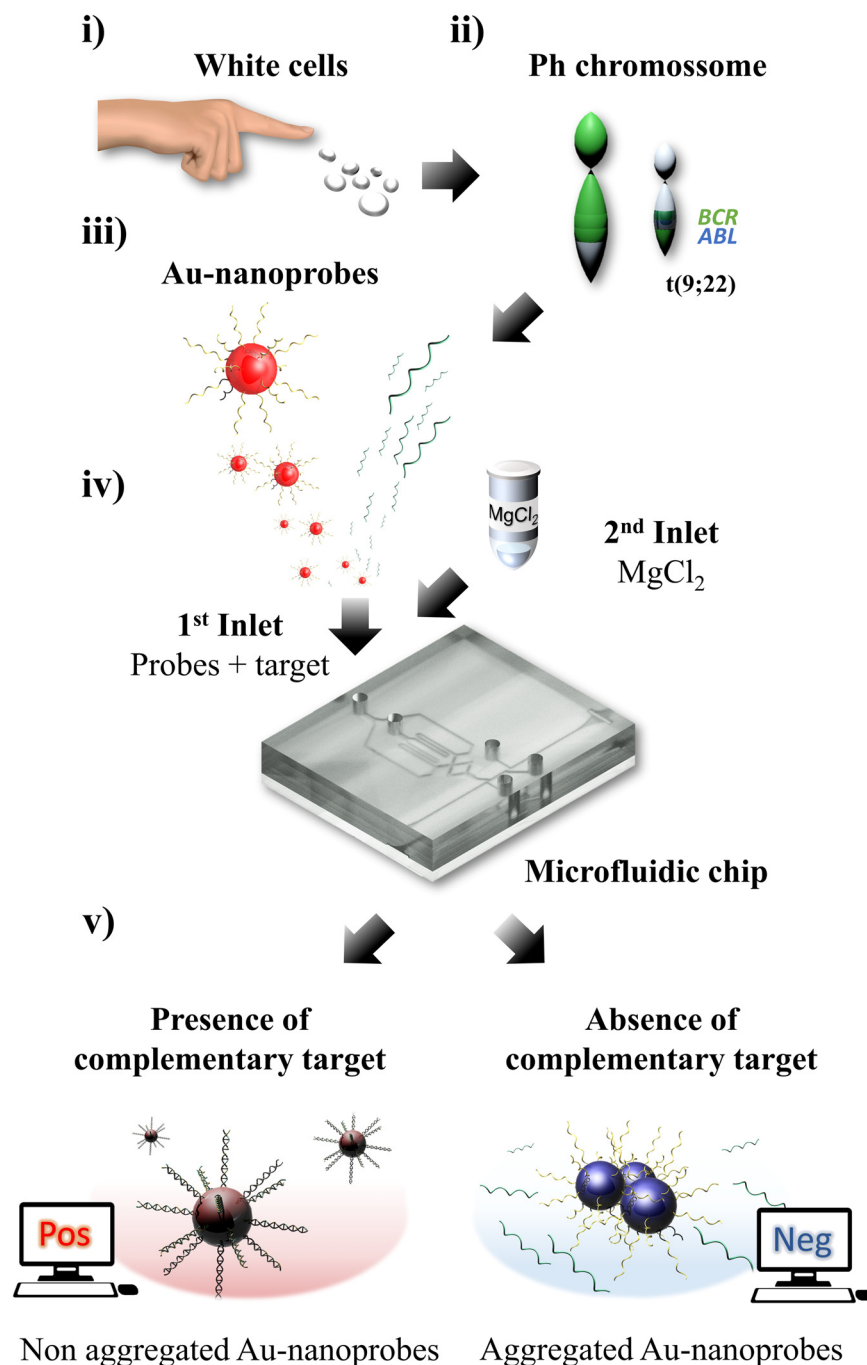 i)
White cells
ii)
Ph chromossome
BCR
ABL
t(9;22)
iii)
Au-nanoprobes
iv)
MgCl₂
2nd Inlet
MgCl₂
1st Inlet
Probes + target
Microfluidic chip
v)
Presence of
complementary target
Absence of
complementary target
Pos
Neg
Non aggregated Au-nanoprobes
Aggregated Au-nanoprobes